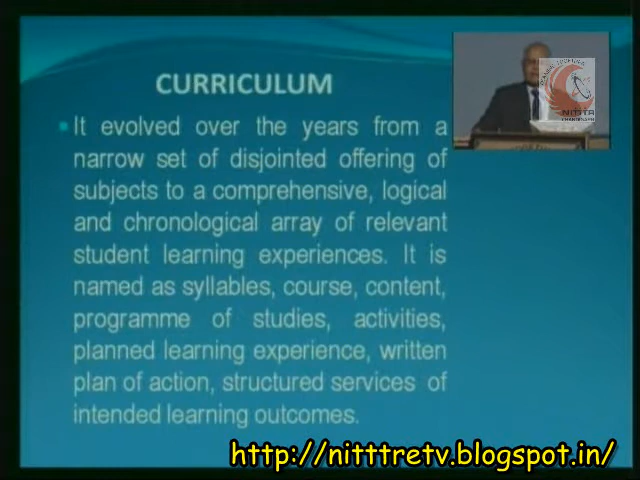 CURRICULUM
It evolved over the years from a
narrow set of disjointed offering of
subjects to a comprehensive, logical
and chronological array of relevant
student learning experiences. It is
named as syllables, course, content,
programme of studies, activities,
planned learning experience, written
plan of action, structured services of
intended learning outcomes.
NITTTR
CHANDIGARH
http://nitttretv.blogspot.in/